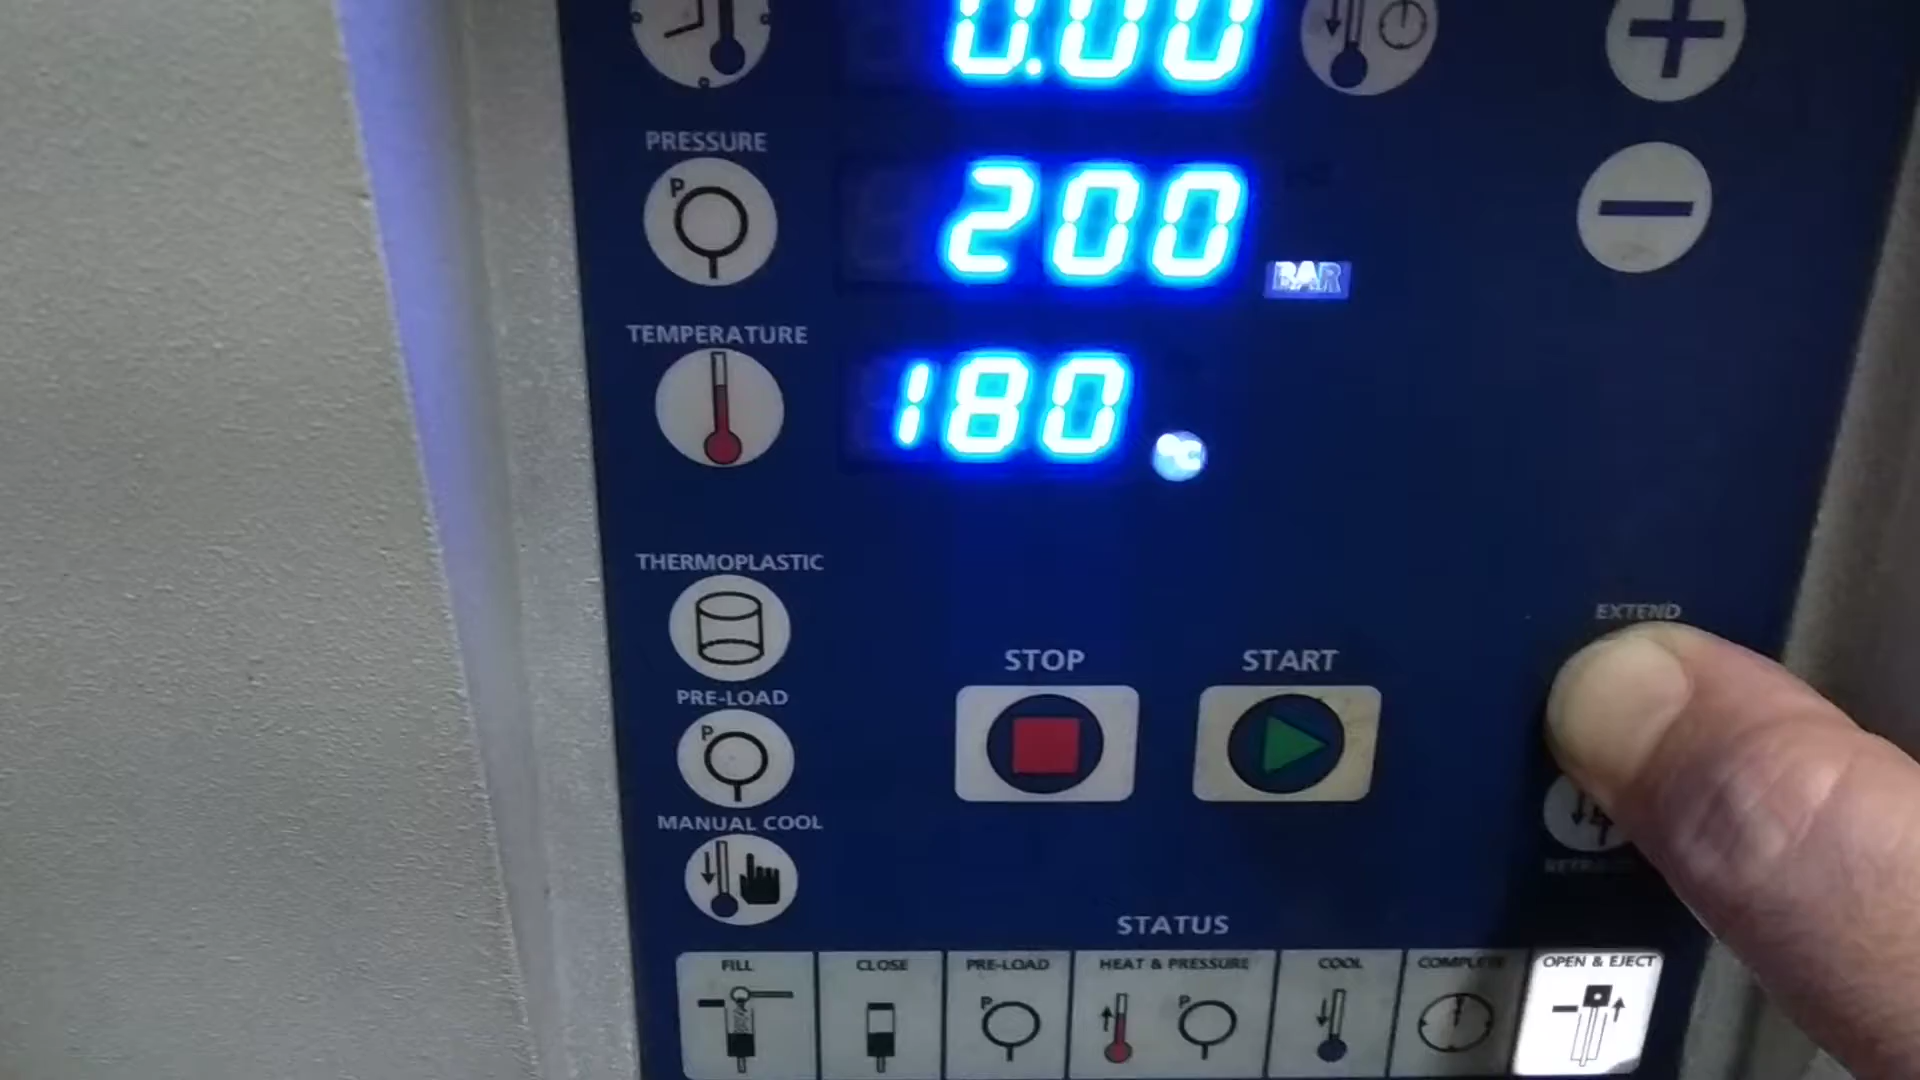 0.00
PRESSURE
P
200
BAR
TEMPERATURE
180
°C
THERMOPLASTIC
EXTEND
STOP
START
PRE-LOAD
P
MANUAL COOL
STATUS
FILL
CLOSE
PRE-LOAD
HEAT & PRESSURE
COOL
COMPLETE
OPEN & EJECT
P
P